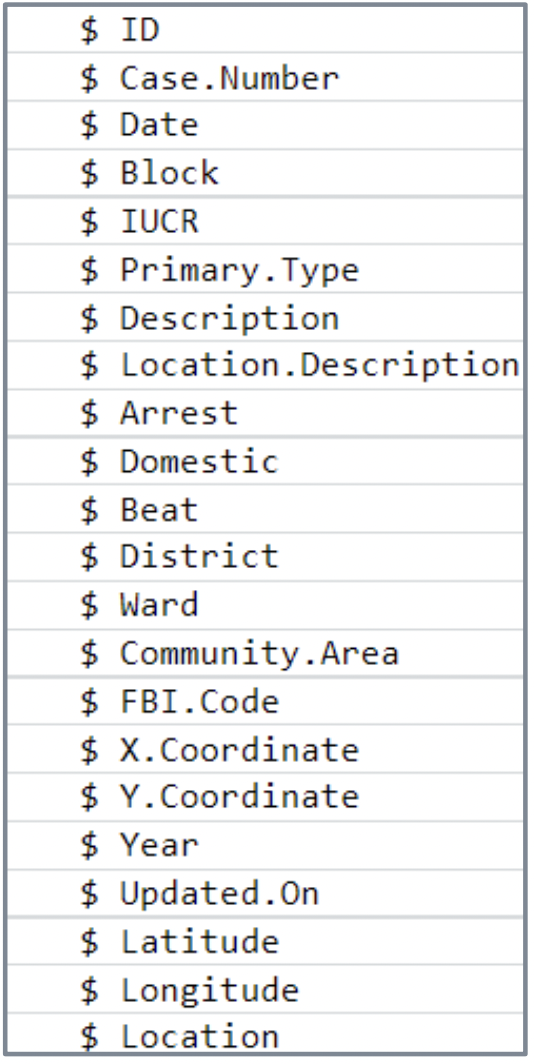 $ ID
$ Case.Number
$ Date
$ Block
$ IUCR
$ Primary.Type
$ Description
$ Location.Description
$ Arrest
$ Domestic
$ Beat
$ District
$ Ward
$ Community.Area
$ FBI.Code
$ X.Coordinate
$ Y.Coordinate
$ Year
$ Updated.On
$ Latitude
$ Longitude
$ Location